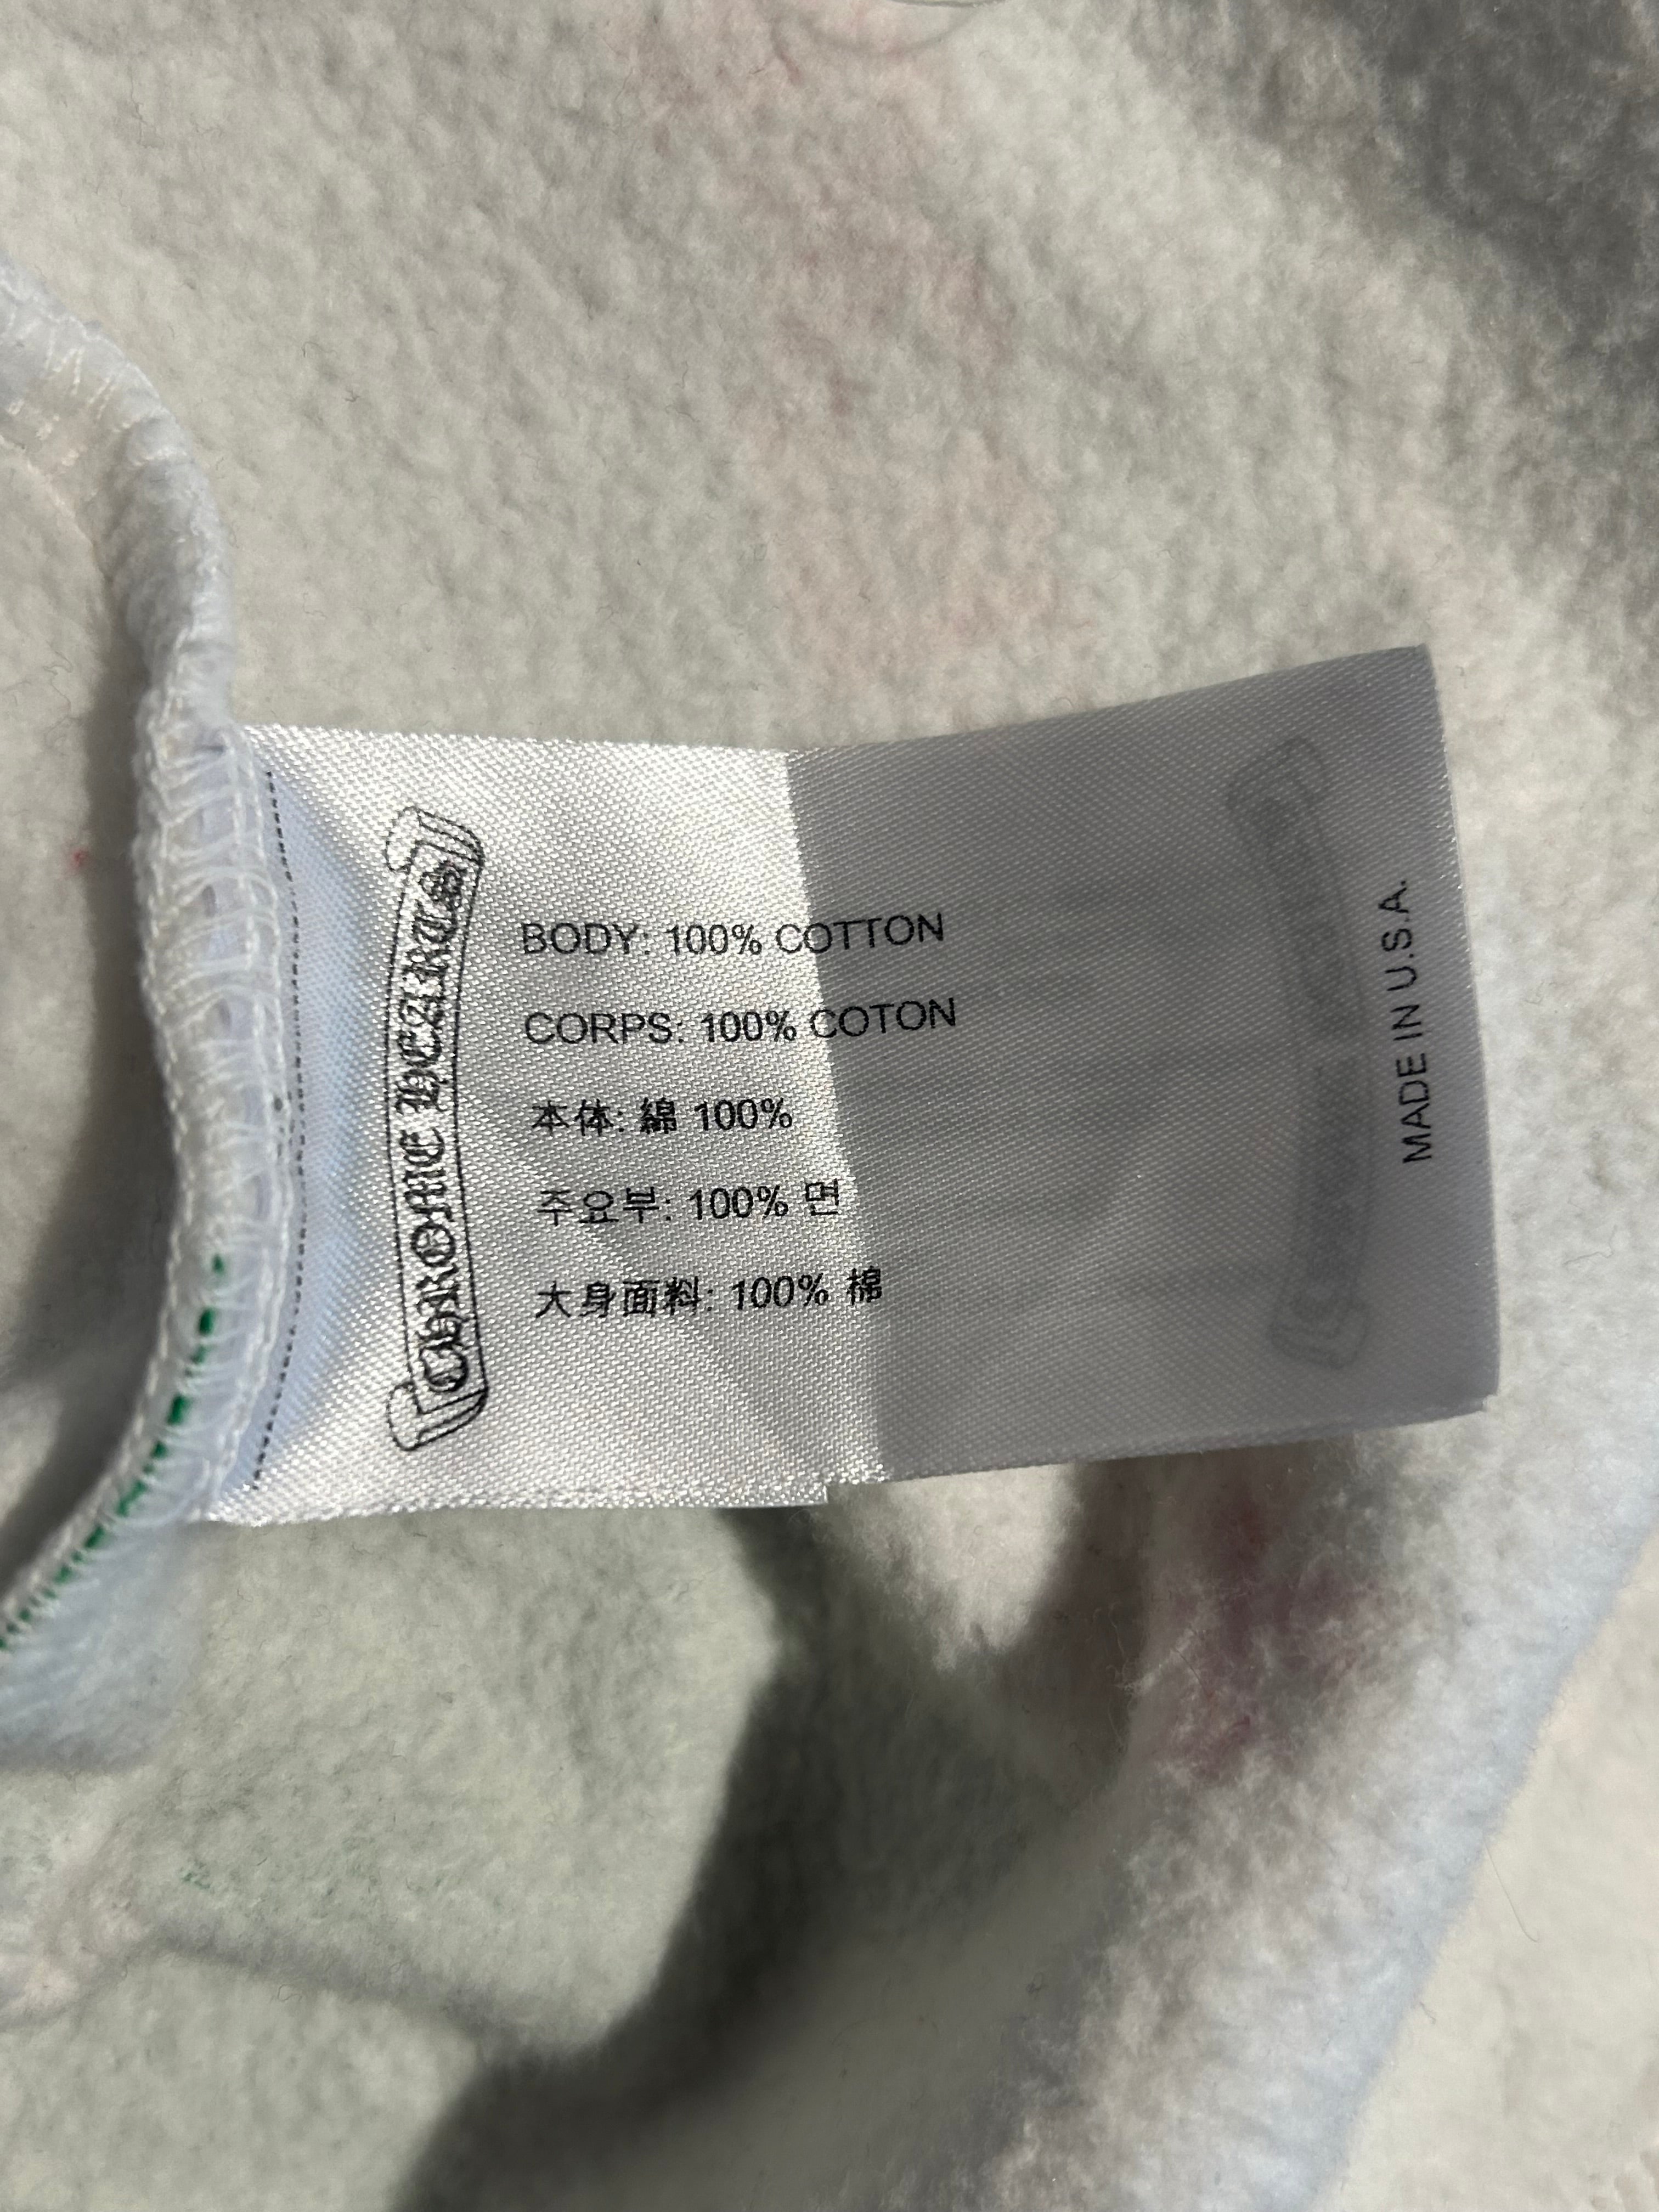 CHROME HEARTS
BODY: 100% COTTON
CORPS: 100% COTON
本体: 綿 100%
주요부: 100% 면
大身面料: 100% 棉
MADE IN U.S.A.